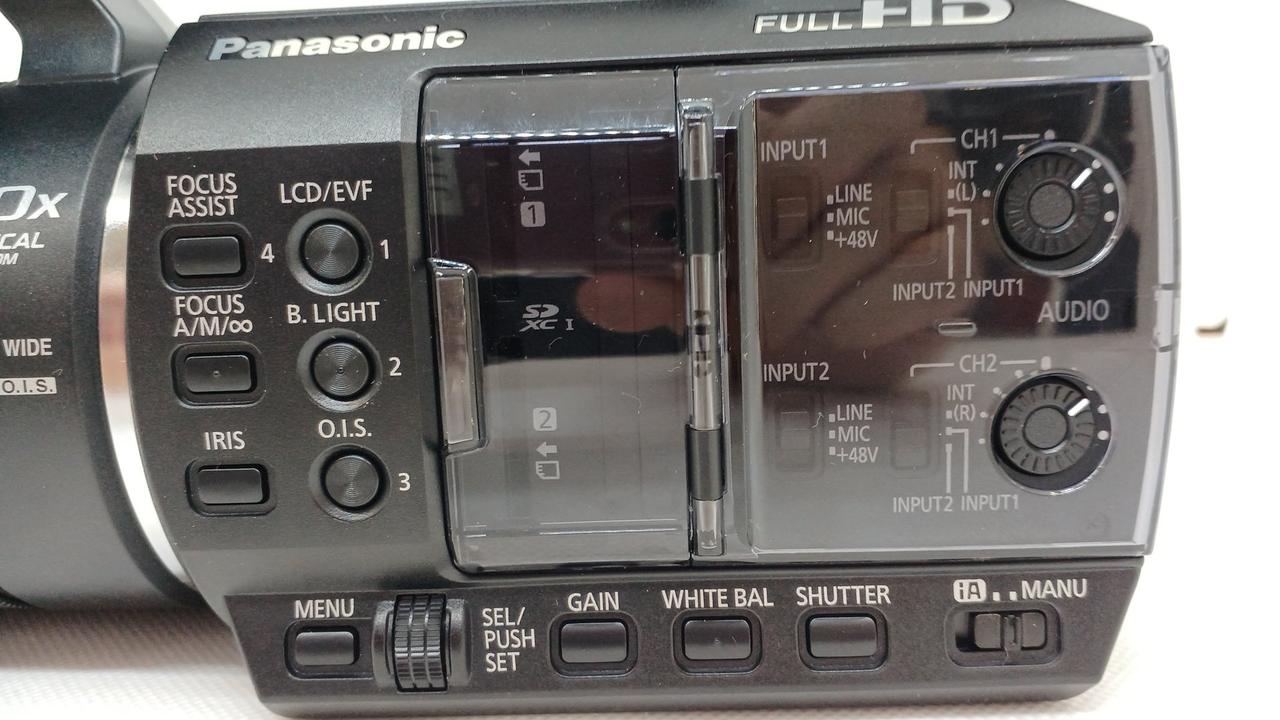 Panasonic
FULL HD
0x
ICAL
OM
WIDE
O.I.S.
FOCUS
ASSIST
4
LCD/EVF
1
FOCUS
A/M/∞
B. LIGHT
2
IRIS
O.I.S.
3
1
SD
XC I
2
INPUT1
LINE
MIC
+48V
CH1
INT
(L)
INPUT2 INPUT1
AUDIO
INPUT2
LINE
MIC
+48V
CH2
INT
(R)
INPUT2 INPUT1
MENU
SEL/
PUSH
SET
GAIN
WHITE BAL
SHUTTER
iA..MANU